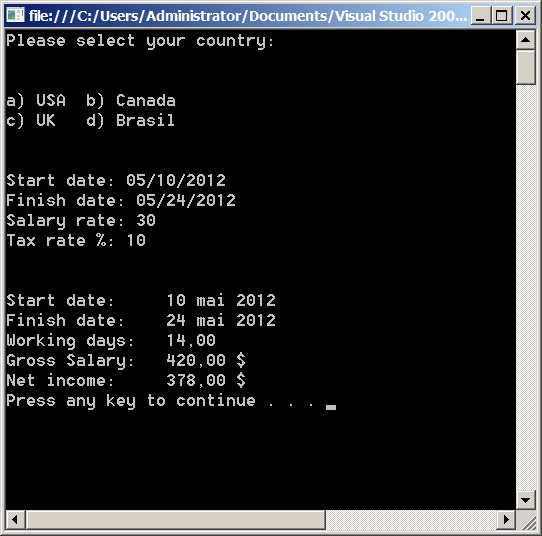 file:///C:/Users/Administrator/Documents/Visual Studio 200...
Please select your country:
a) USA  b) Canada
c) UK   d) Brasil
Start date: 05/10/2012
Finish date: 05/24/2012
Salary rate: 30
Tax rate %: 10
Start date:     10 mai 2012
Finish date:    24 mai 2012
Working days:   14,00
Gross Salary:   420,00 $
Net income:     378,00 $
Press any key to continue . . .